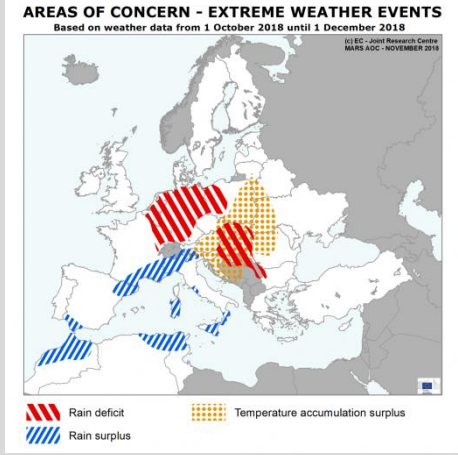 AREAS OF CONCERN - EXTREME WEATHER EVENTS
Based on weather data from 1 October 2018 until 1 December 2018
(c) EC - Joint Research Centre
MARS AOC - NOVEMBER 2018
Rain deficit
Temperature accumulation surplus
Rain surplus